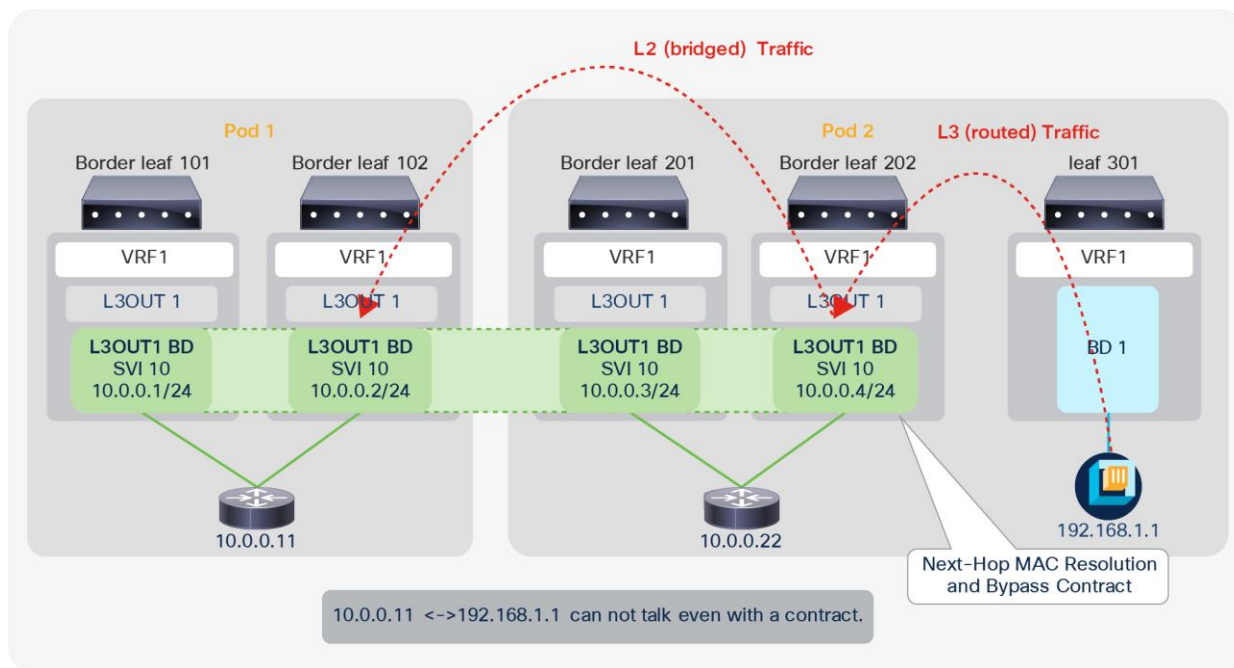 L2 (bridged) Traffic
Pod 1
Pod 2
L3 (routed) Traffic
Border leaf 101
Border leaf 102
Border leaf 201
Border leaf 202
leaf 301
VRF1
VRF1
VRF1
VRF1
VRF1
L3OUT 1
L3OUT 1
L3OUT 1
L3OUT 1
L3OUT1 BD
SVI 10
10.0.0.1/24
L3OUT1 BD
SVI 10
10.0.0.2/24
L3OUT1 BD
SVI 10
10.0.0.3/24
L3OUT1 BD
SVI 10
10.0.0.4/24
BD 1
10.0.0.11
10.0.0.22
192.168.1.1
Next-Hop MAC Resolution
and Bypass Contract
10.0.0.11 <->192.168.1.1 can not talk even with a contract.